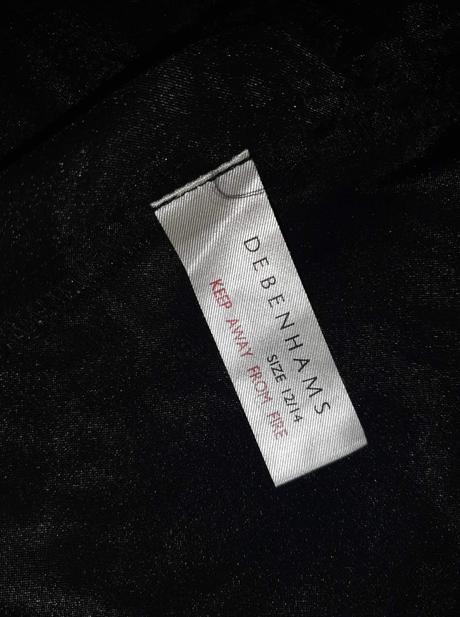 DEBENHAMS
SIZE 12/14
KEEP AWAY FROM FIRE